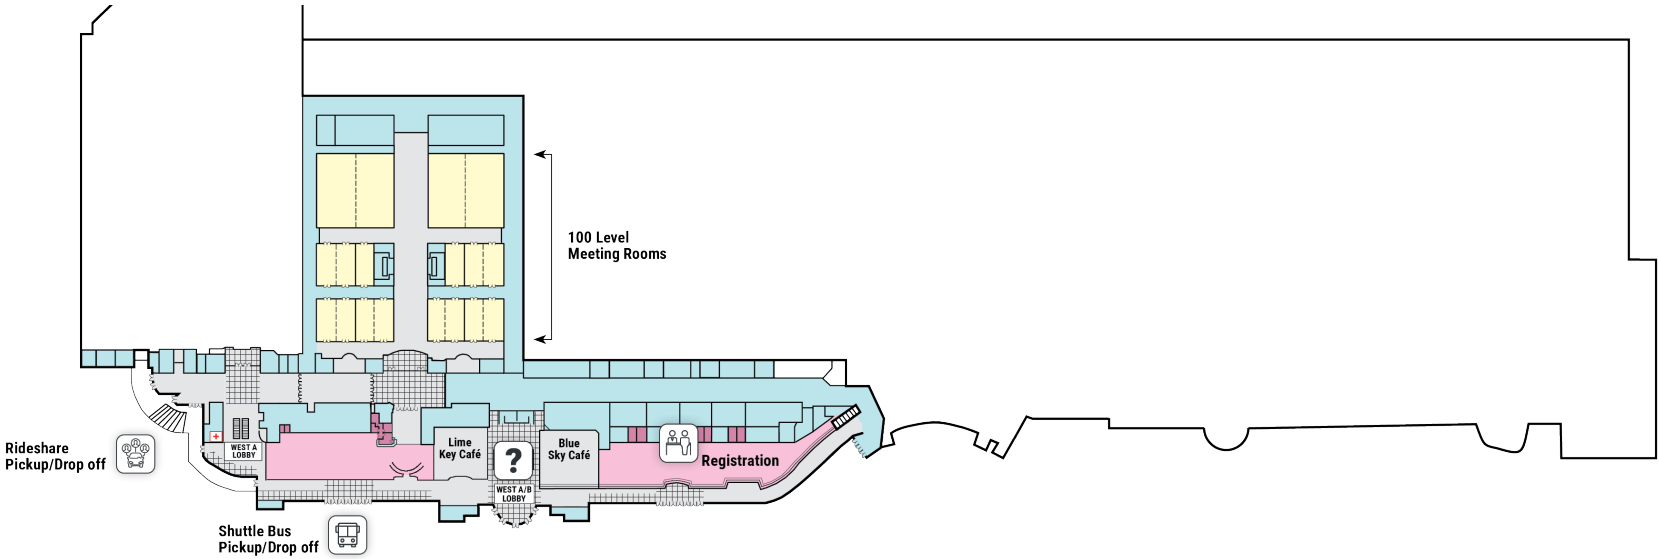 100 Level
Meeting Rooms
Rideshare
Pickup/Drop off
WEST A
LOBBY
Lime
Key Café
?
Blue
Sky Café
Registration
WEST A/B
LOBBY
Shuttle Bus
Pickup/Drop off